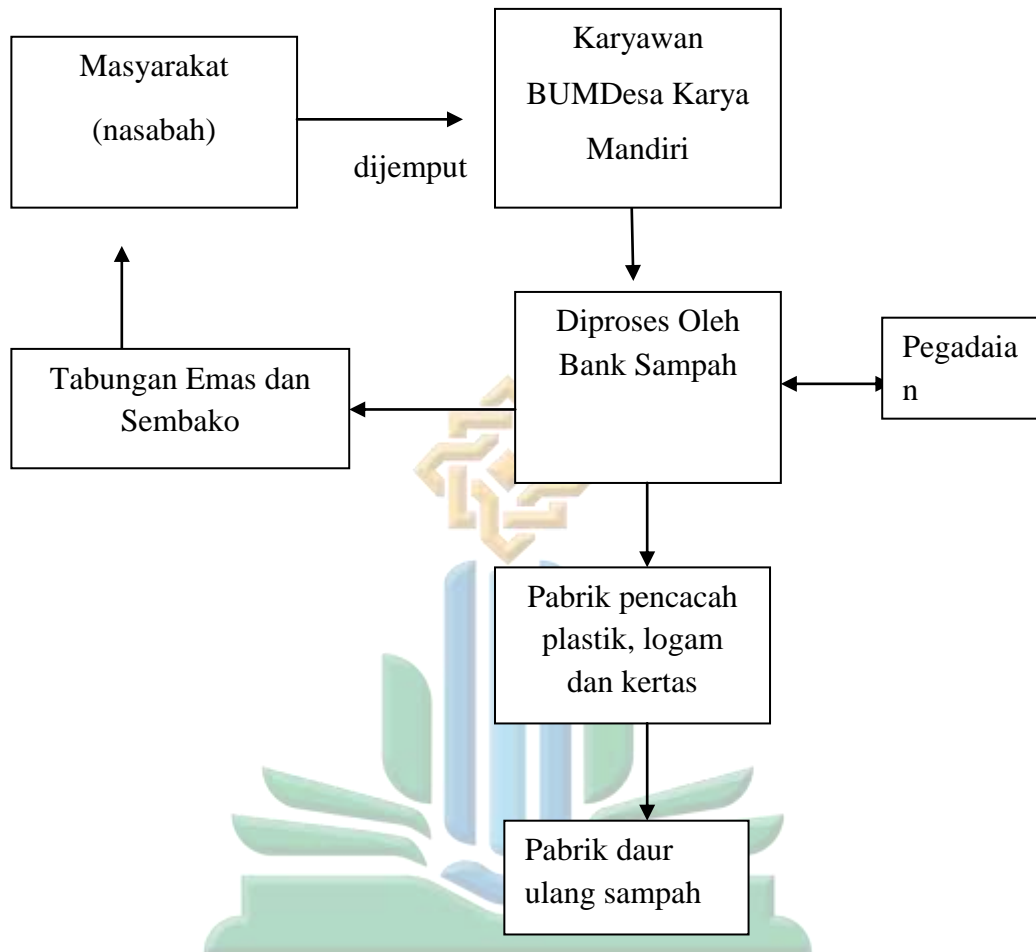 Masyarakat
(nasabah)
dijemput
Karyawan
BUMDesa Karya
Mandiri
Diproses Oleh
Bank Sampah
Pegadaia
n
Tabungan Emas dan
Sembako
Pabrik pencacah
plastik, logam
dan kertas
Pabrik daur
ulang sampah